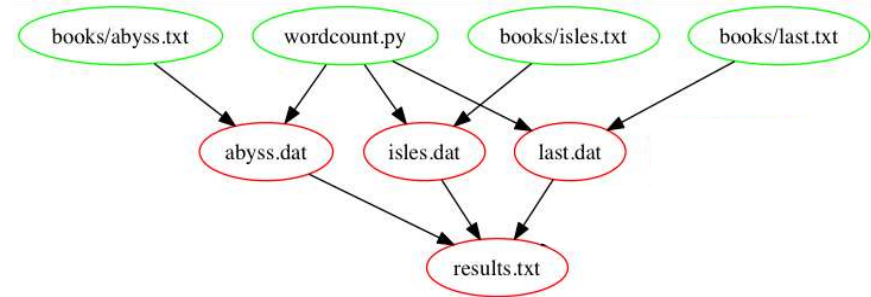 books/abyss.txt wordcount.py books/isles.txt books/last.txt
abyss.dat isles.dat last.dat
results.txt